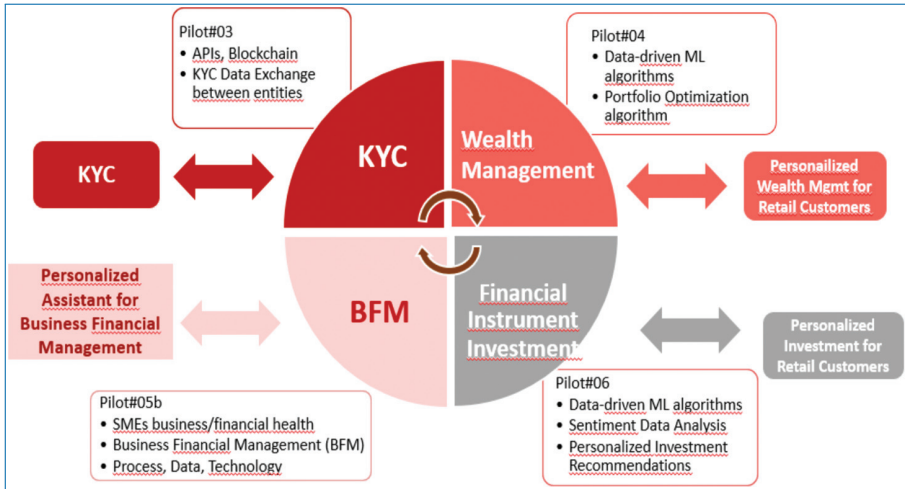 Pilot#03
• APIs, Blockchain
• KYC Data Exchange
between entities
Pilot#04
• Data-driven ML
algorithms
• Portfolio Optimization
algorithm
KYC
KYC
Wealth
Management
Personailized
Wealth Mgmt for
Retail Customers
Personalized
Assistant for
Business Financial
Management
BFM
Financial
Instrument
Investment
Personalized
Investment for
Retail Customers
Pilot#05b
• SMEs business/financial health
• Business Financial Management (BFM)
• Process, Data, Technology
Pilot#06
• Data-driven ML algorithms
• Sentiment Data Analysis
• Personalized Investment
Recommendations